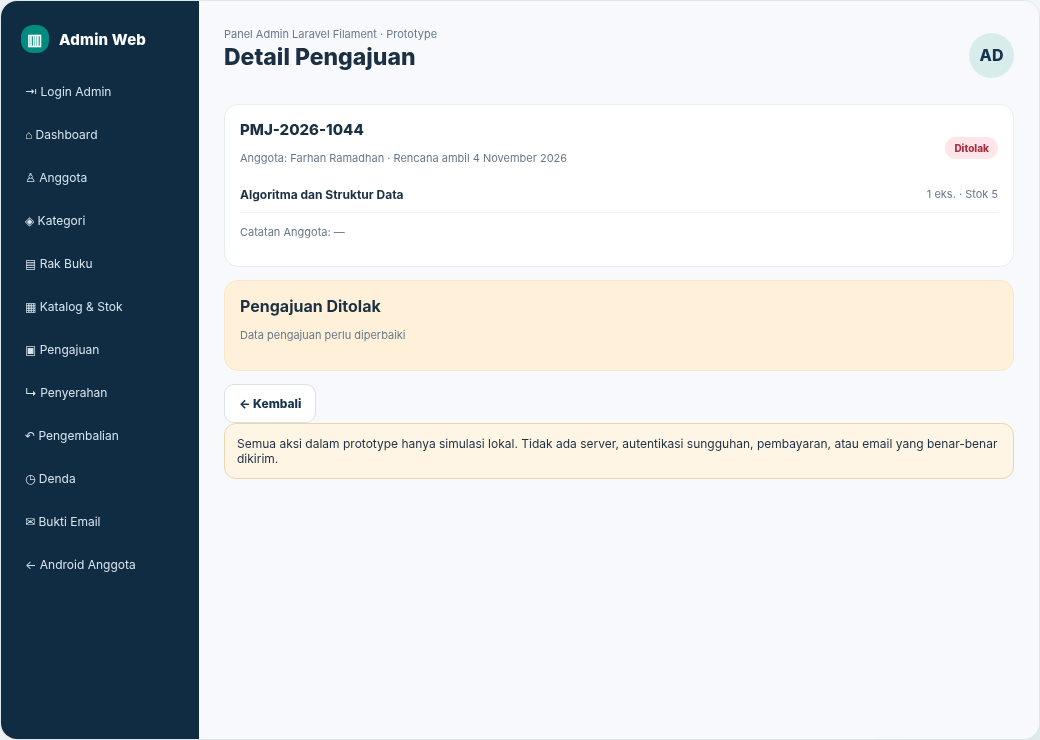 Admin Web
→ Login Admin
⌂ Dashboard
♙ Anggota
◈ Kategori
▤ Rak Buku
▦ Katalog & Stok
▣ Pengajuan
↳ Penyerahan
↶ Pengembalian
◷ Denda
✉ Bukti Email
← Android Anggota
Panel Admin Laravel Filament · Prototype
Detail Pengajuan
AD
PMJ-2026-1044
Anggota: Farhan Ramadhan · Rencana ambil 4 November 2026
Ditolak
Algoritma dan Struktur Data
1 eks. · Stok 5
Catatan Anggota: —
Pengajuan Ditolak
Data pengajuan perlu diperbaiki
← Kembali
Semua aksi dalam prototype hanya simulasi lokal. Tidak ada server, autentikasi sungguhan, pembayaran, atau email yang benar-benar
dikirim.